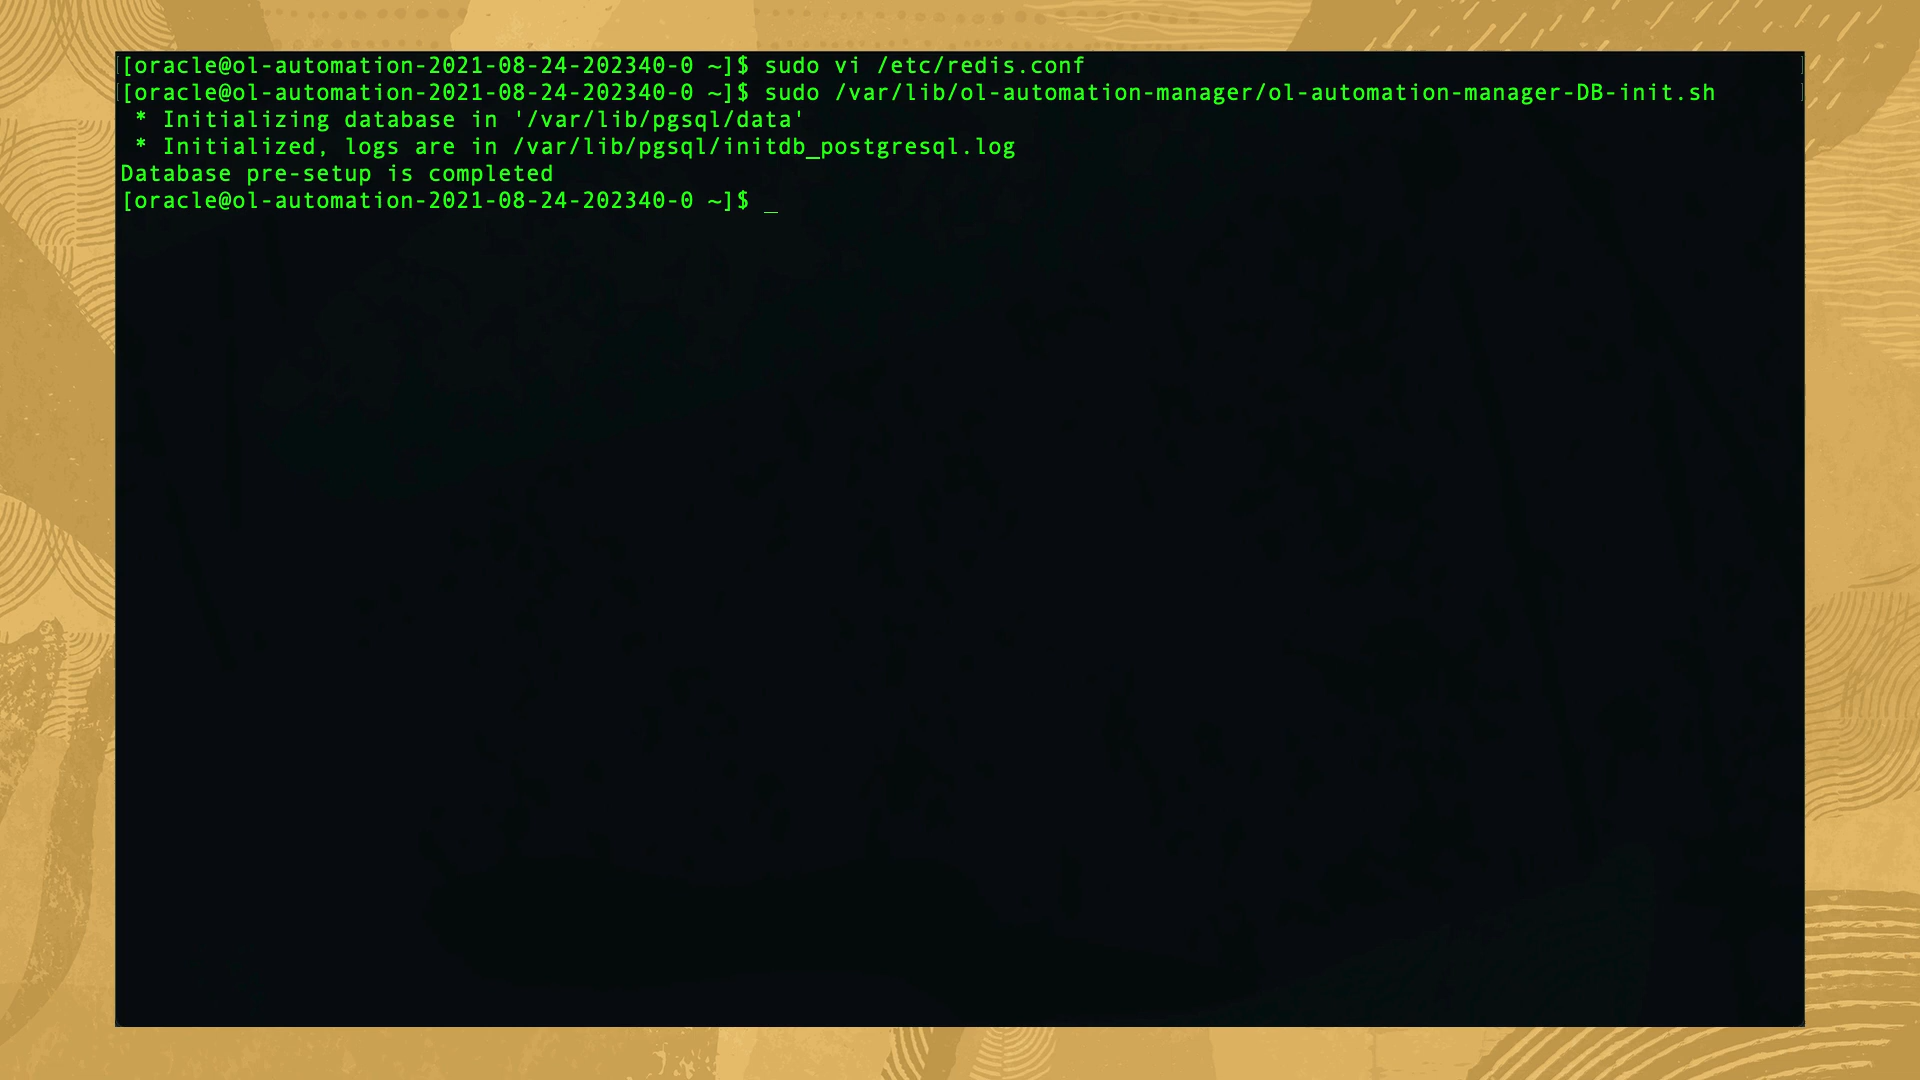 [oracle@ol-automation-2021-08-24-202340-0 ~]$ sudo vi /etc/redis.conf
[oracle@ol-automation-2021-08-24-202340-0 ~]$ sudo /var/lib/ol-automation-manager/ol-automation-manager-DB-init.sh
* Initializing database in '/var/lib/pgsql/data'
* Initialized, logs are in /var/lib/pgsql/initdb_postgresql.log
Database pre-setup is completed
[oracle@ol-automation-2021-08-24-202340-0 ~]$ _